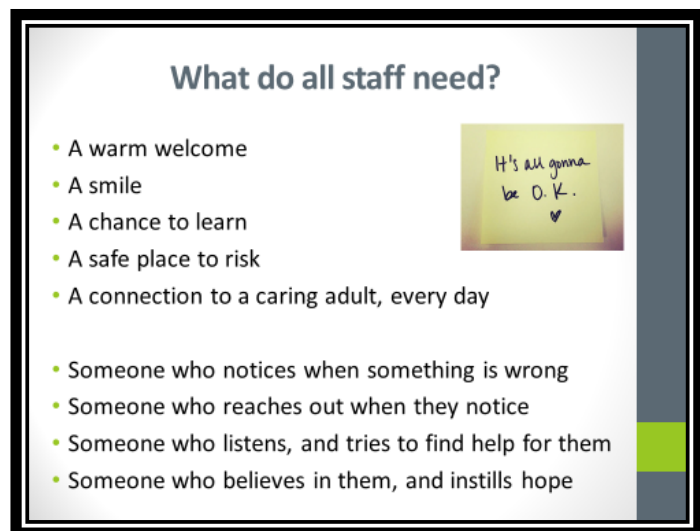 What do all staff need?
• A warm welcome
• A smile
• A chance to learn
• A safe place to risk
• A connection to a caring adult, every day
It's all gonna
be O.K.
♥
• Someone who notices when something is wrong
• Someone who reaches out when they notice
• Someone who listens, and tries to find help for them
• Someone who believes in them, and instills hope